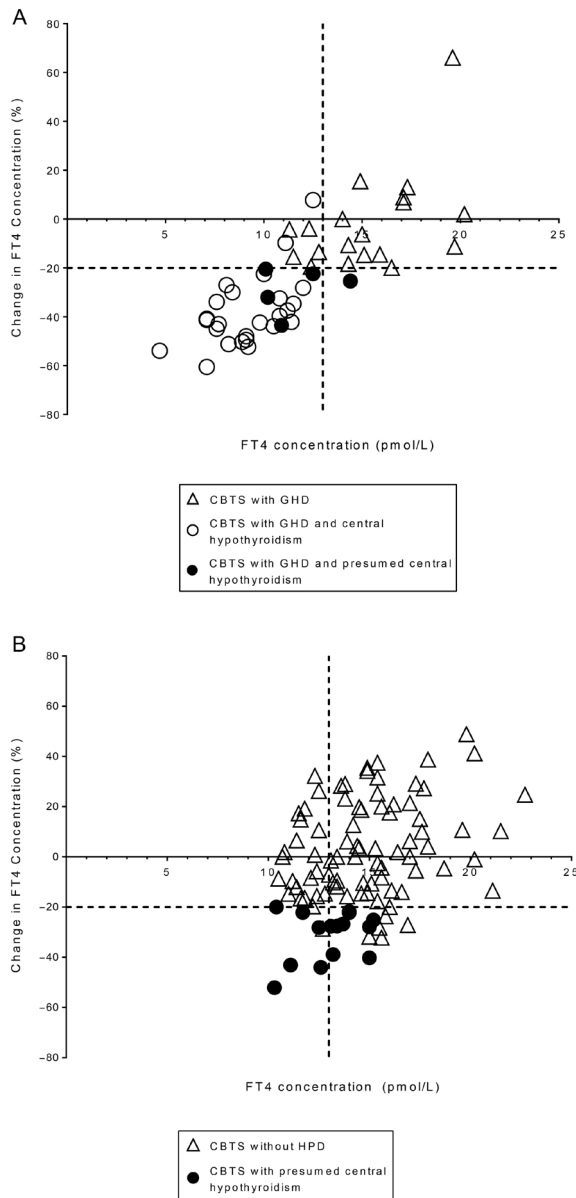 A
80
60
40
20
0
−20
−40
−60
−80
5
10
15
20
25
Change in FT4 Concentration (%)
FT4 concentration (pmol/L)
CBTS with GHD
CBTS with GHD and central
hypothyroidism
CBTS with GHD and presumed central
hypothyroidism
B
80
60
40
20
0
−20
−40
−60
−80
5
10
15
20
25
Change in FT4 Concentration (%)
FT4 concentration (pmol/L)
CBTS without HPD
CBTS with presumed central
hypothyroidism